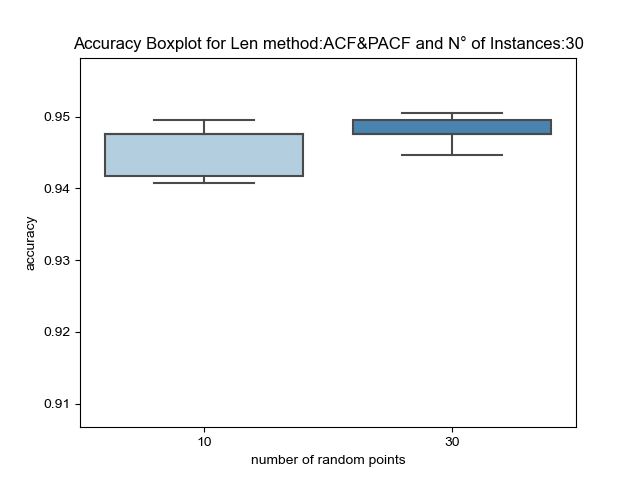 Accuracy Boxplot for Len method:ACF&PACF and N° of Instances:30
0.95
0.94
0.93
0.92
0.91
accuracy
10
30
number of random points